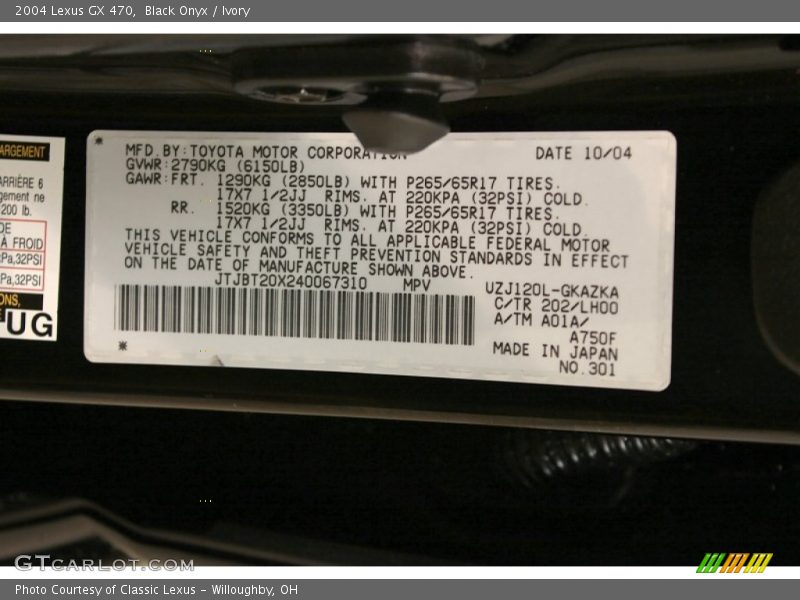 2004 Lexus GX 470, Black Onyx / Ivory
ARGEMENT
ARRIÈRE 6
gement ne
200 lb.
DE
A FROID
Pa,32PSI
Pa,32PSI
ONS,
UG
* MFD.BY:TOYOTA MOTOR CORPORATION DATE 10/04
GVWR:2790KG (6150LB)
GAWR:FRT. 1290KG (2850LB) WITH P265/65R17 TIRES.
17X7 1/2JJ RIMS. AT 220KPA (32PSI) COLD.
RR. 1520KG (3350LB) WITH P265/65R17 TIRES.
17X7 1/2JJ RIMS. AT 220KPA (32PSI) COLD.
THIS VEHICLE CONFORMS TO ALL APPLICABLE FEDERAL MOTOR
VEHICLE SAFETY AND THEFT PREVENTION STANDARDS IN EFFECT
ON THE DATE OF MANUFACTURE SHOWN ABOVE.
JTJBT20X240067310 MPV UZJ120L-GKAZKA
C/TR 202/LH00
A/TM A01A/
A750F
* MADE IN JAPAN
NO.301
GTCARLOT.COM
Photo Courtesy of Classic Lexus - Willoughby, OH